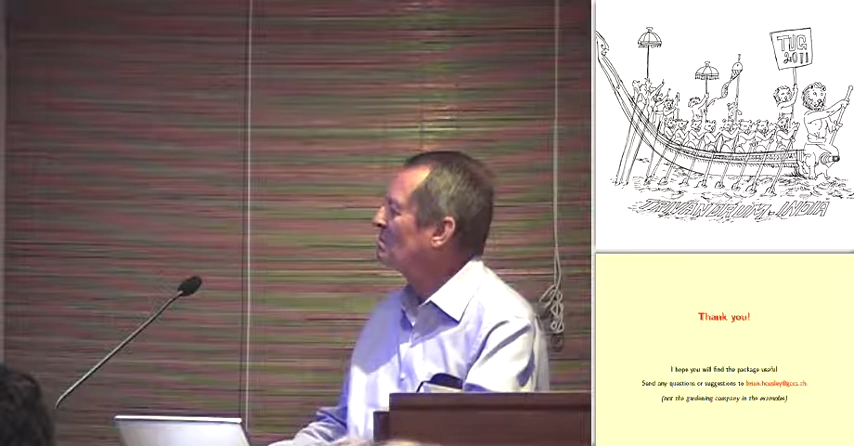 TUG
2011
TRIVANDRUM - INDIA
Thank you!
I hope you will find the package useful
Send any questions or suggestions to
(not the gardening company in the examples)